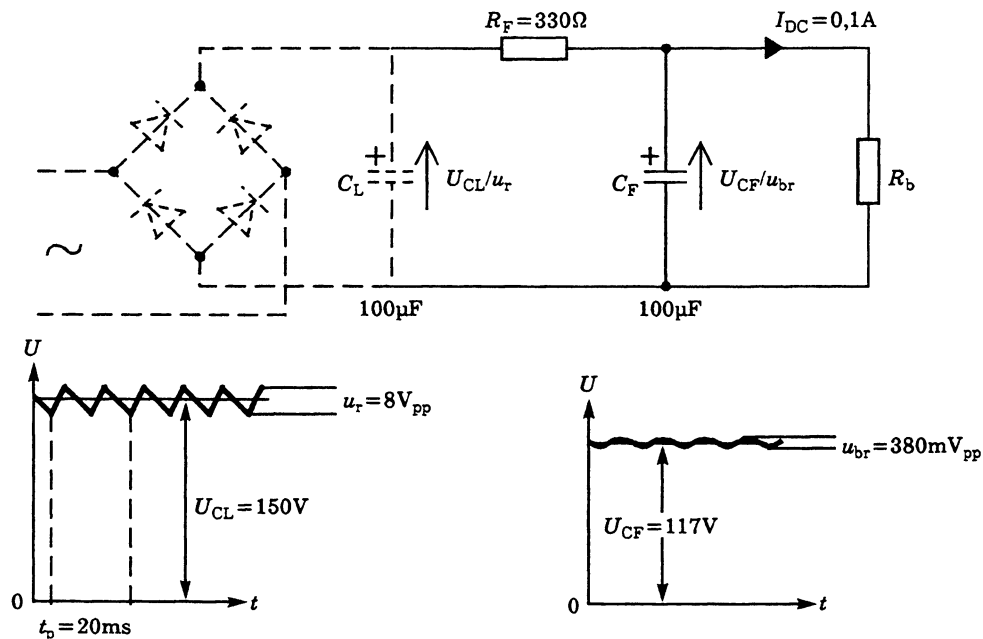 R_F=330Ω
I_DC=0,1A
+
C_L
U_CL/u_r
+
C_F
U_CF/u_br
R_b
~
100μF
100μF
U
u_r=8V_pp
U_CL=150V
0
t
t_p=20ms
U
u_br=380mV_pp
U_CF=117V
0
t